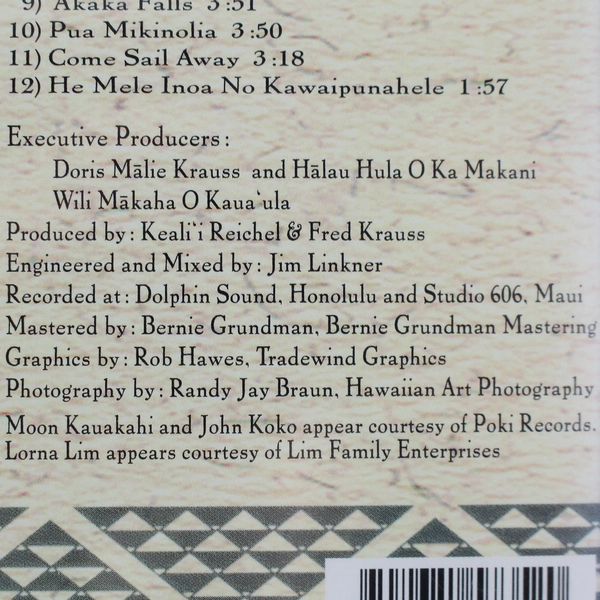 9) Akaka Falls 3:51
10) Pua Mikinolia 3:50
11) Come Sail Away 3:18
12) He Mele Inoa No Kawaipunahele 1:57
Executive Producers:
Doris Mālie Krauss and Hālau Hula O Ka Makani
Wili Mākaha O Kaua‘ula
Produced by: Keali‘i Reichel & Fred Krauss
Engineered and Mixed by: Jim Linkner
Recorded at: Dolphin Sound, Honolulu and Studio 606, Maui
Mastered by: Bernie Grundman, Bernie Grundman Mastering
Graphics by: Rob Hawes, Tradewind Graphics
Photography by: Randy Jay Braun, Hawaiian Art Photography
Moon Kauakahi and John Koko appear courtesy of Poki Records.
Lorna Lim appears courtesy of Lim Family Enterprises